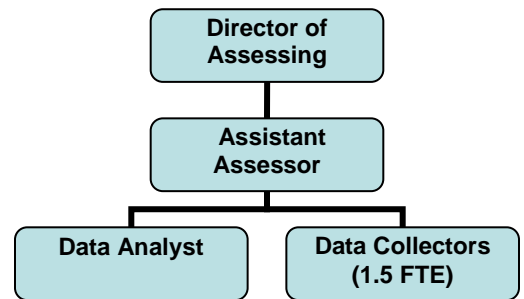 Director of
Assessing
Assistant
Assessor
Data Analyst
Data Collectors
(1.5 FTE)